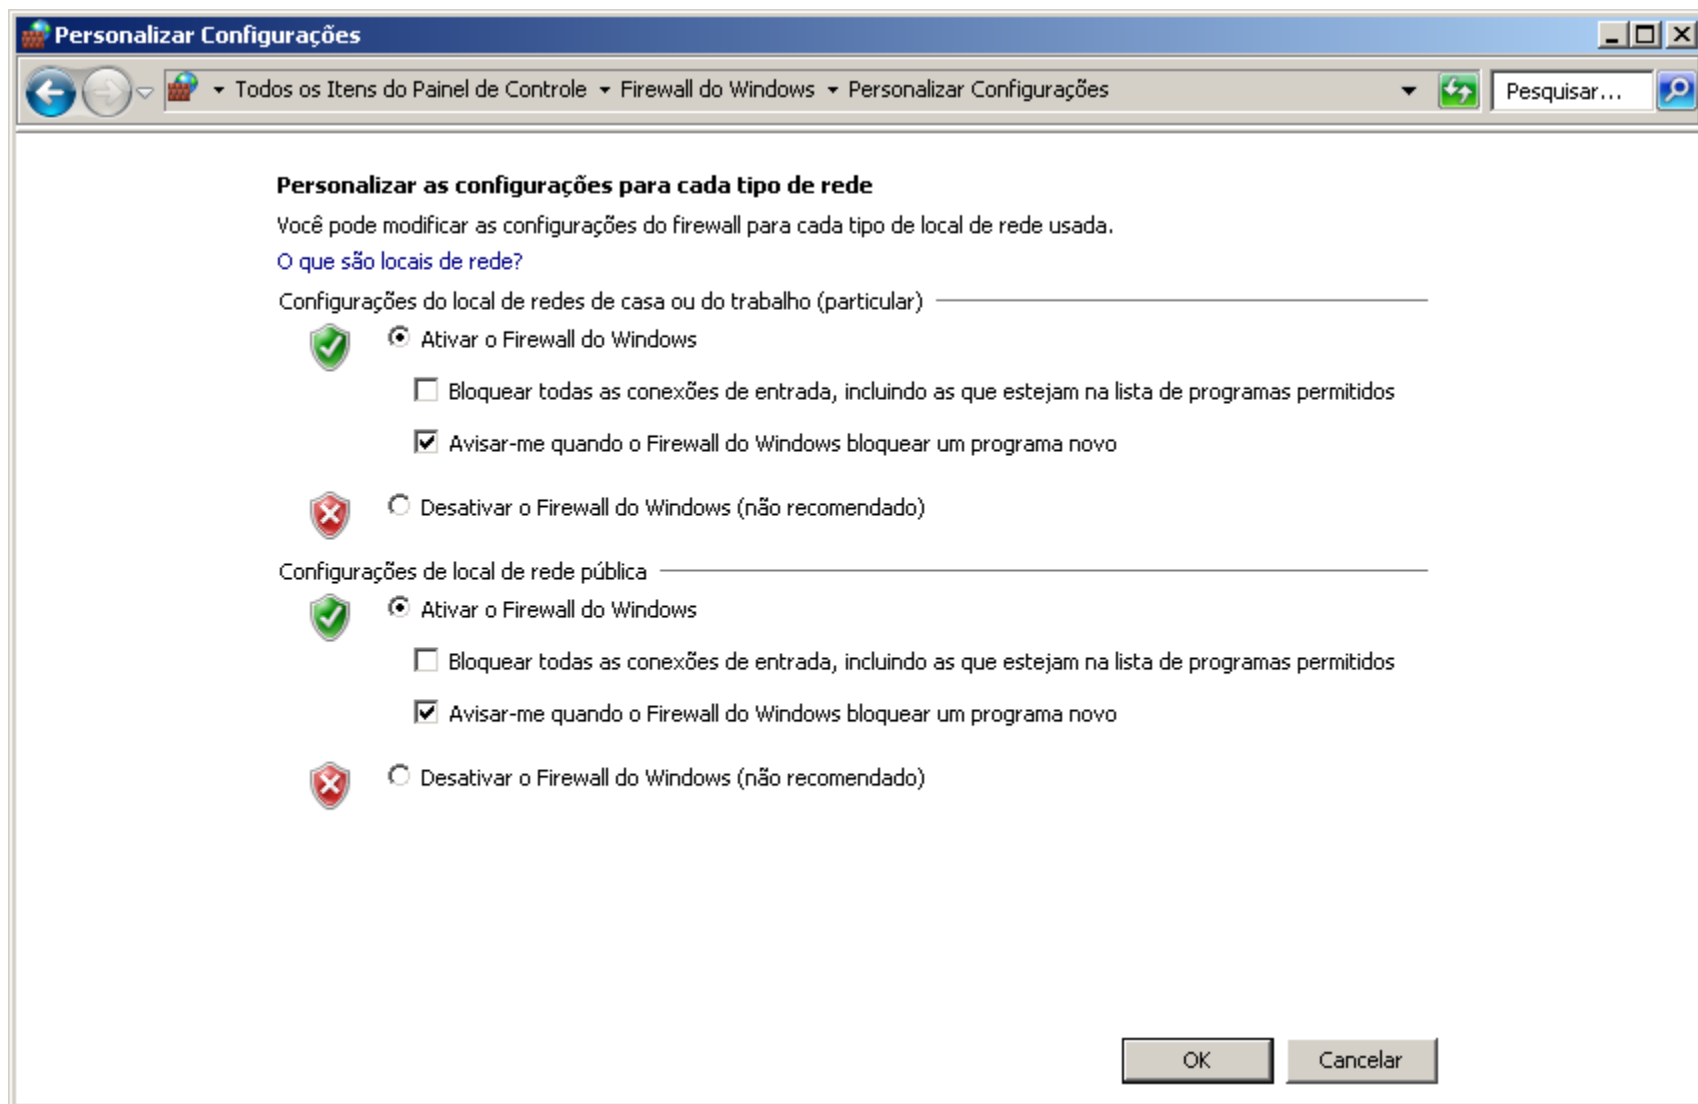 Personalizar Configurações
Todos os Itens do Painel de Controle Firewall do Windows Personalizar Configurações Pesquisar...
Personalizar as configurações para cada tipo de rede
Você pode modificar as configurações do firewall para cada tipo de local de rede usada.
O que são locais de rede?
Configurações do local de redes de casa ou do trabalho (particular)
Ativar o Firewall do Windows
Bloquear todas as conexões de entrada, incluindo as que estejam na lista de programas permitidos
Avisar-me quando o Firewall do Windows bloquear um programa novo
Desativar o Firewall do Windows (não recomendado)
Configurações de local de rede pública
Ativar o Firewall do Windows
Bloquear todas as conexões de entrada, incluindo as que estejam na lista de programas permitidos
Avisar-me quando o Firewall do Windows bloquear um programa novo
Desativar o Firewall do Windows (não recomendado)
OK Cancelar